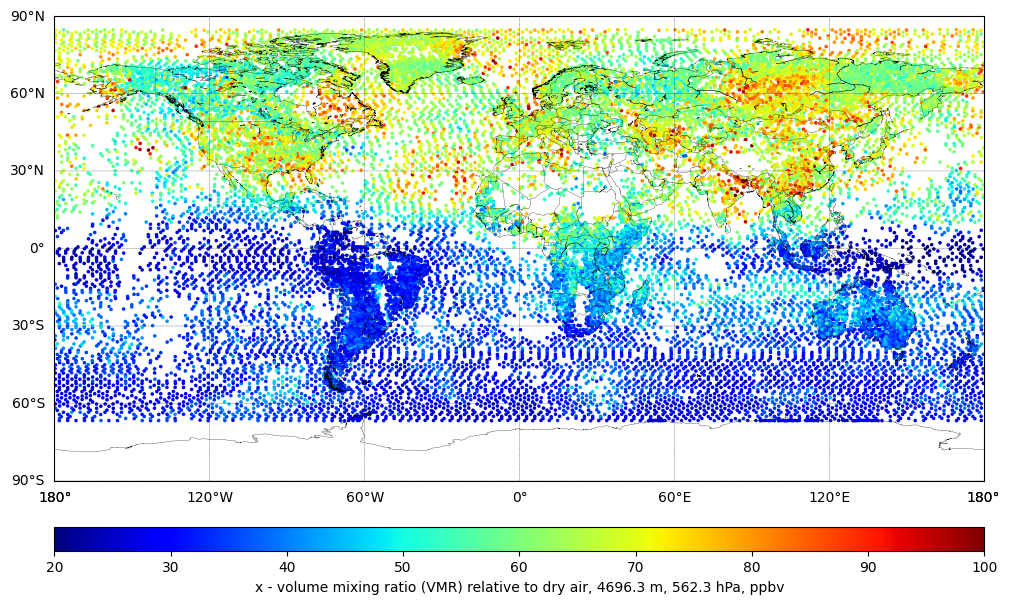 90°N
60°N
30°N
0°
30°S
60°S
90°S
180° 120°W 60°W 0° 60°E 120°E 180°
20 30 40 50 60 70 80 90 100
x - volume mixing ratio (VMR) relative to dry air, 4696.3 m, 562.3 hPa, ppbv